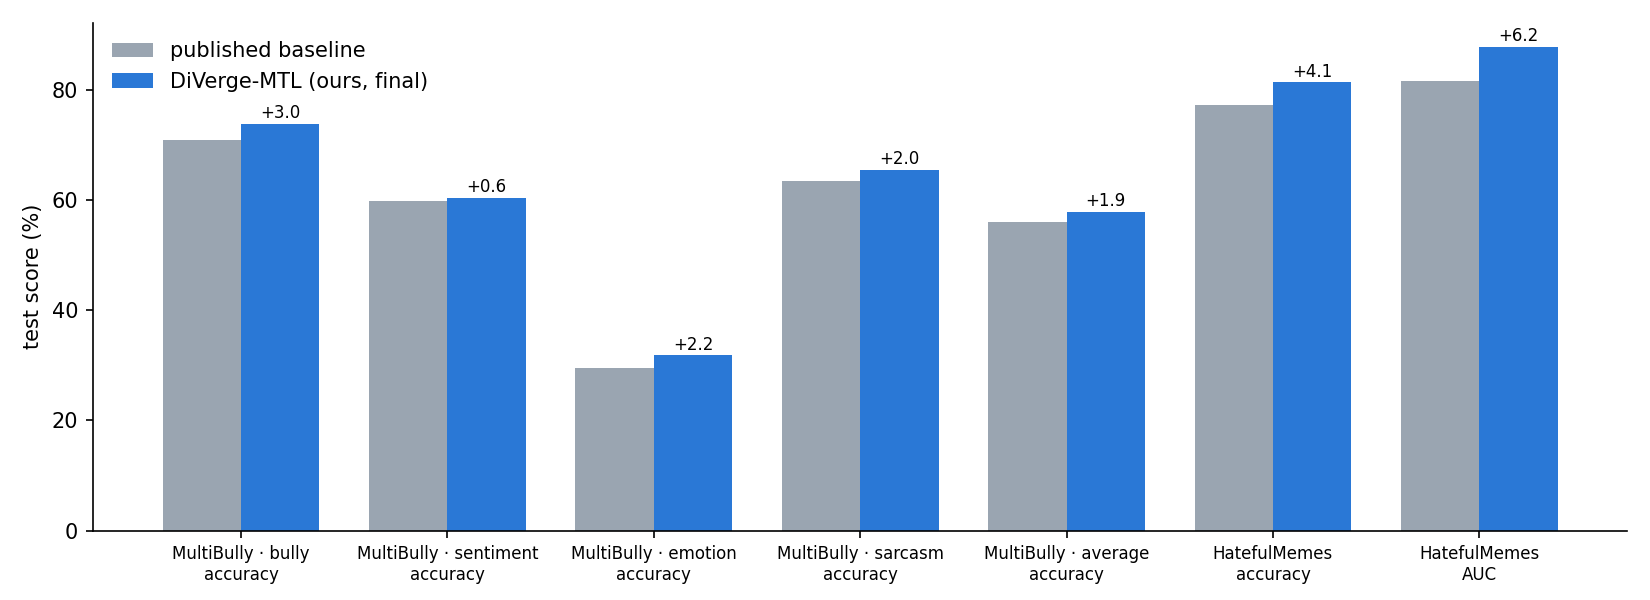 published baseline
DiVerge-MTL (ours, final)
test score (%)
80
60
40
20
0
+3.0
+0.6
+2.2
+2.0
+1.9
+4.1
+6.2
MultiBully · bully
accuracy
MultiBully · sentiment
accuracy
MultiBully · emotion
accuracy
MultiBully · sarcasm
accuracy
MultiBully · average
accuracy
HatefulMemes
accuracy
HatefulMemes
AUC